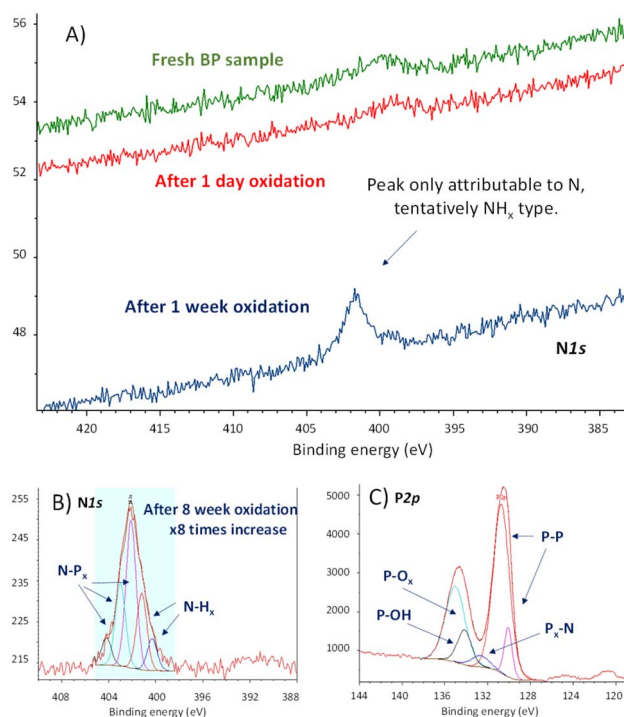 56
A)
Fresh BP sample
54
After 1 day oxidation
52
Peak only attributable to N,
tentatively NHx type.
50
After 1 week oxidation
48
N1s
420 415 410 405 400 395 390 385
Binding energy (eV)
B) N1s
255
After 8 week oxidation
x8 times increase
245
N-Px
235
N-Hx
225
215
408 404 400 396 392 388
Binding energy (eV)
C) P2p
5000
4000
P-P
P-Ox
3000
P-OH
2000
Px-N
1000
144 140 136 132 128 124 120
Binding energy (eV)